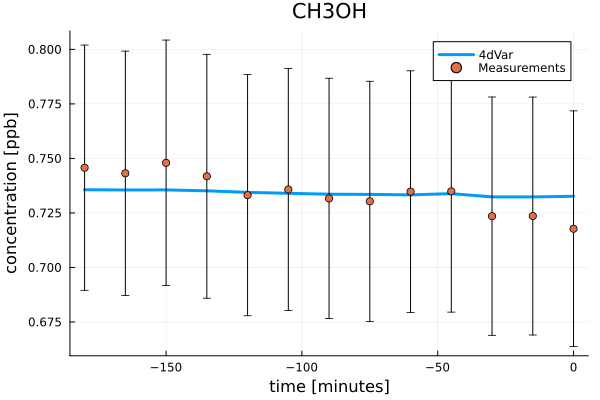 CH3OH
4dVar
Measurements
concentration [ppb]
0.800
0.775
0.750
0.725
0.700
0.675
−150
−100
−50
0
time [minutes]